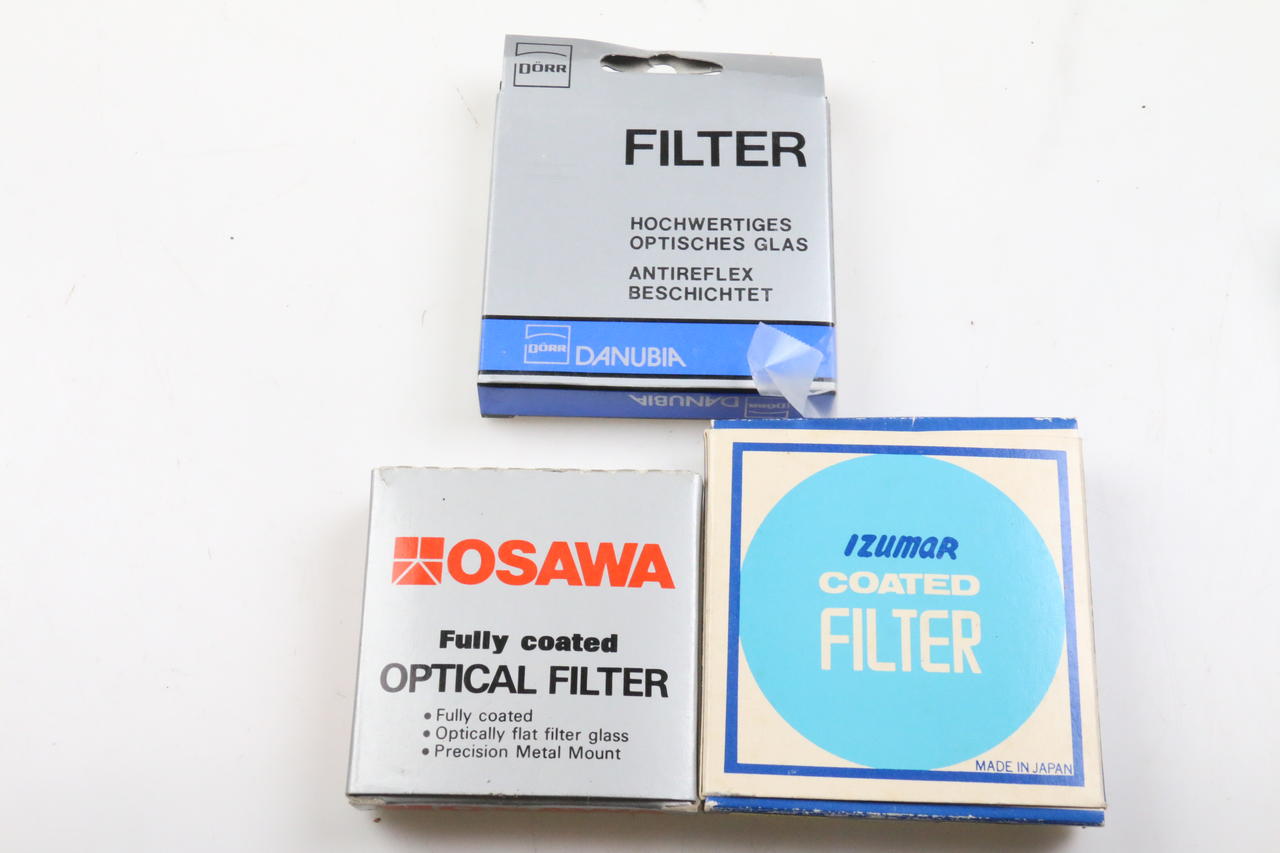 DÖRR
FILTER
HOCHWERTIGES
OPTISCHES GLAS
ANTIREFLEX
BESCHICHTET
DÖRR DANUBIA
DANUBIA DÖRR
OSAWA
Fully coated
OPTICAL FILTER
• Fully coated
• Optically flat filter glass
• Precision Metal Mount
IZUMAR
COATED
FILTER
MADE IN JAPAN